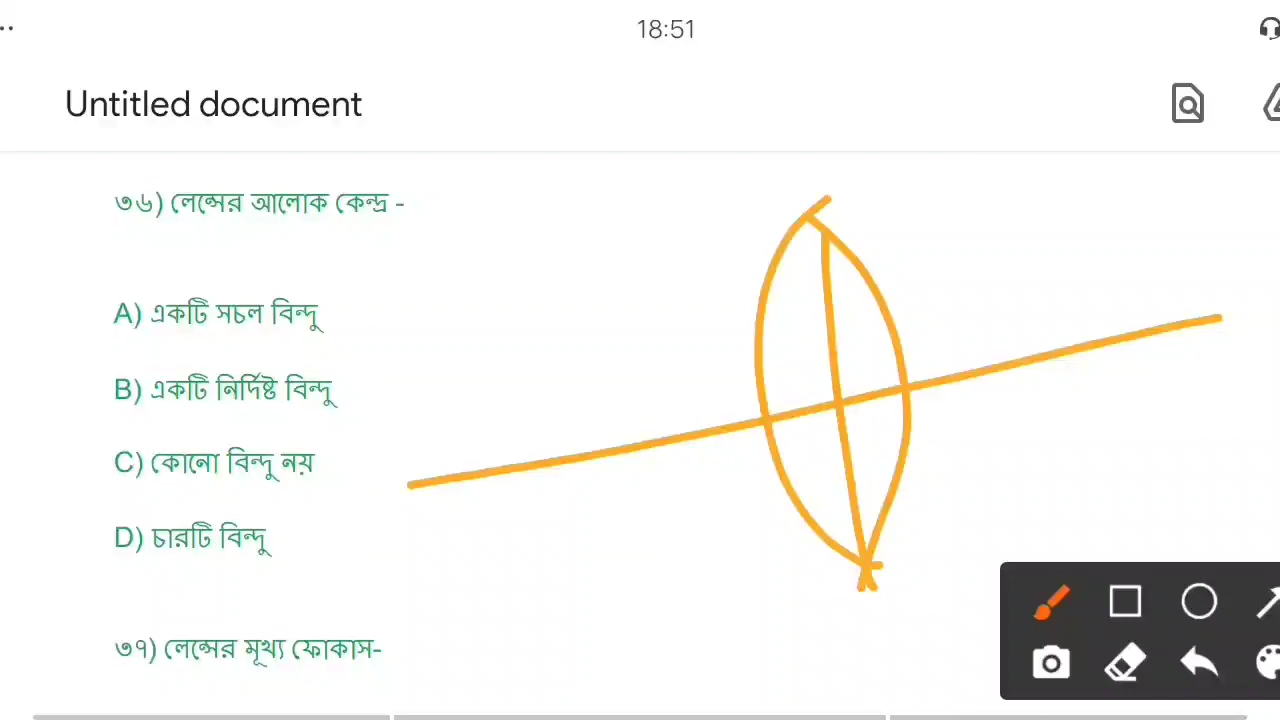 18:51
Untitled document
৩৬) লেন্সের আলোক কেন্দ্র -
A) একটি সচল বিন্দু
B) একটি নির্দিষ্ট বিন্দু
C) কোনো বিন্দু নয়
D) চারটি বিন্দু
৩৭) লেন্সের মূখ্য ফোকাস-